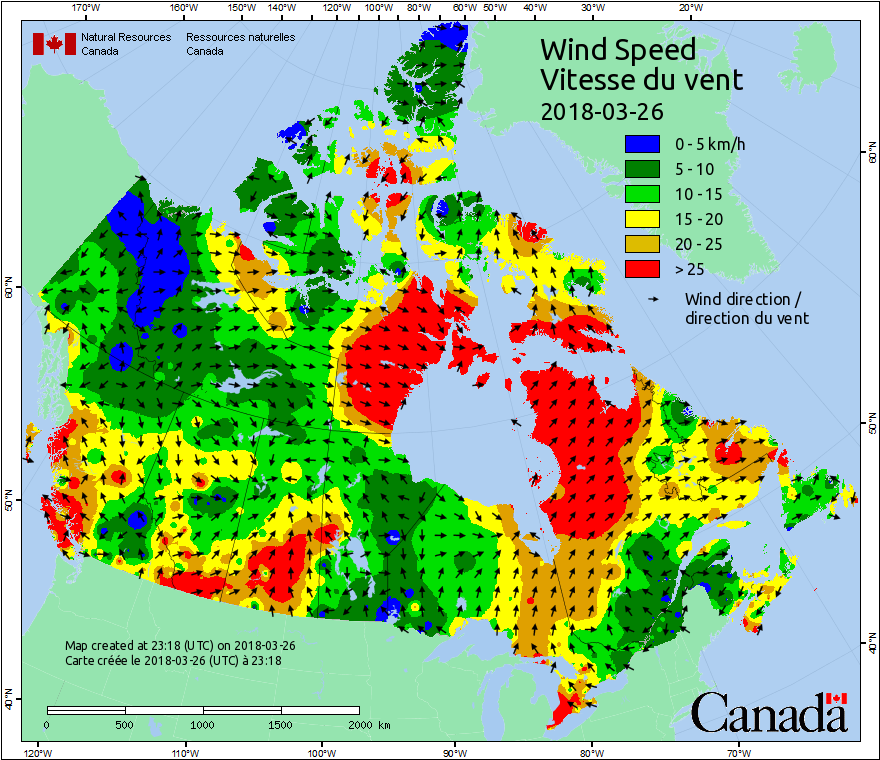 170°W 160°W 150°W 140°W 130°W 120°W 110°W 100°W 90°W 80°W 70°W 60°W 50°W 40°W 30°W 20°W
Natural Resources Ressources naturelles
Canada Canada
Wind Speed
Vitesse du vent
2018-03-26
0 - 5 km/h
5 - 10
10 - 15
15 - 20
20 - 25
> 25
Wind direction /
direction du vent
60°N
60°N
50°N
50°N
40°N
40°N
Map created at 23:18 (UTC) on 2018-03-26
Carte créée le 2018-03-26 (UTC) à 23:18
0 500 1000 1500 2000 km
Canada
120°W 110°W 100°W 90°W 80°W 70°W